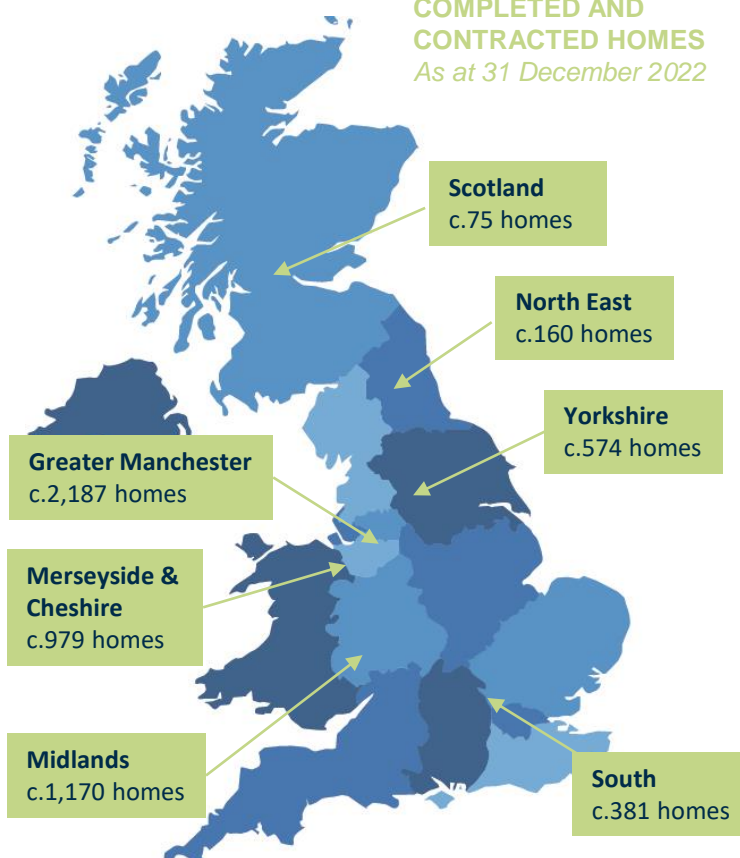 COMPLETED AND
CONTRACTED HOMES
As at 31 December 2022
Scotland
c.75 homes
North East
c.160 homes
Yorkshire
c.574 homes
Greater Manchester
c.2,187 homes
Merseyside &
Cheshire
c.979 homes
Midlands
c.1,170 homes
South
c.381 homes